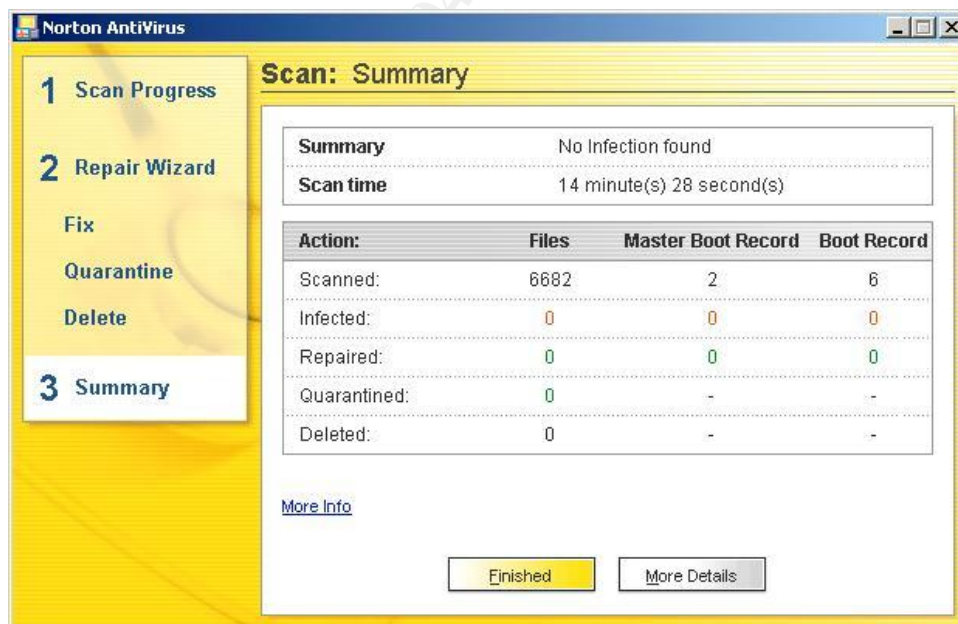 Norton AntiVirus
1 Scan Progress
2 Repair Wizard
Fix
Quarantine
Delete
3 Summary
Scan: Summary
Summary No Infection found
Scan time 14 minute(s) 28 second(s)
Action: Files Master Boot Record Boot Record
Scanned: 6682 2 6
Infected: 0 0 0
Repaired: 0 0 0
Quarantined: 0 - -
Deleted: 0 - -
More Info
Finished More Details